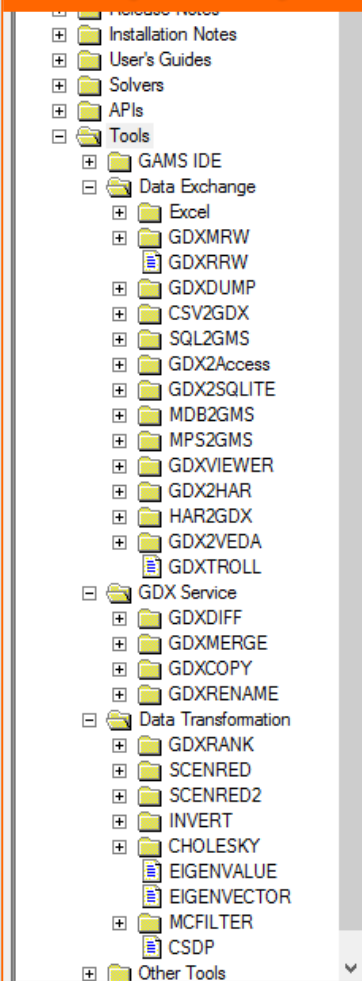 Release Notes
Installation Notes
User's Guides
Solvers
APIs
Tools
GAMS IDE
Data Exchange
Excel
GDXMRW
GDXRRW
GDXDUMP
CSV2GDX
SQL2GMS
GDX2Access
GDX2SQLITE
MDB2GMS
MPS2GMS
GDXVIEWER
GDX2HAR
HAR2GDX
GDX2VEDA
GDXTROLL
GDX Service
GDXDIFF
GDXMERGE
GDXCOPY
GDXRENAME
Data Transformation
GDXRANK
SCENRED
SCENRED2
INVERT
CHOLESKY
EIGENVALUE
EIGENVECTOR
MCFILTER
CSDP
Other Tools